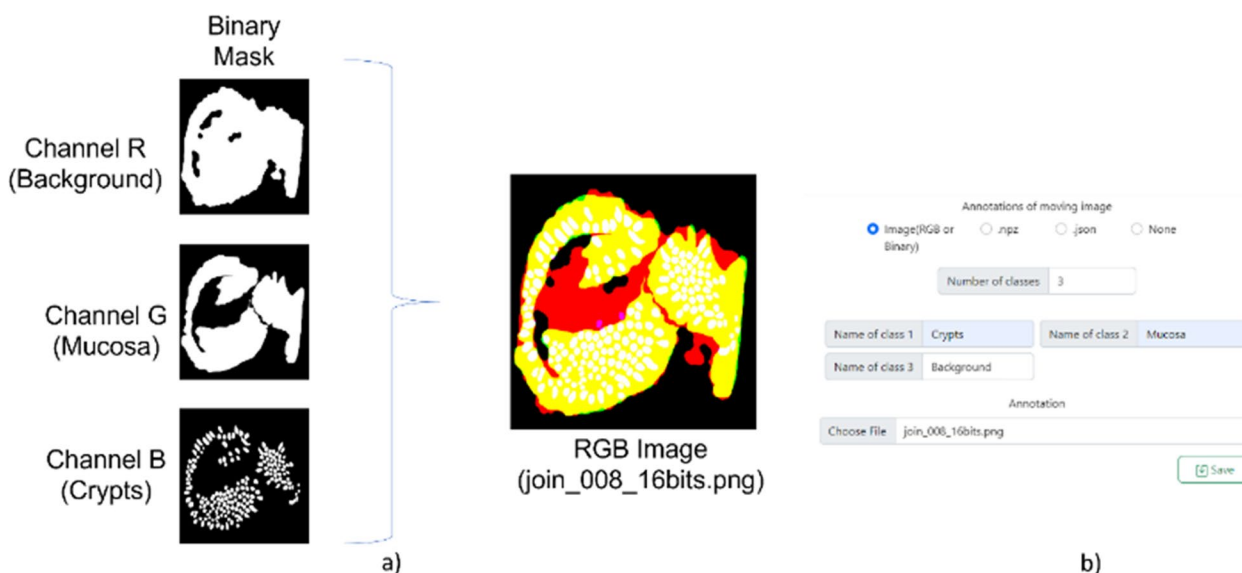 Binary
Mask
Channel R
(Background)
Channel G
(Mucosa)
Channel B
(Crypts)
RGB Image
(join_008_16bits.png)
a)
Annotations of moving image
Image(RGB or
Binary)
.npz
.json
None
Number of classes 3
Name of class 1 Crypts Name of class 2 Mucosa
Name of class 3 Background
Annotation
Choose File join_008_16bits.png
Save
b)